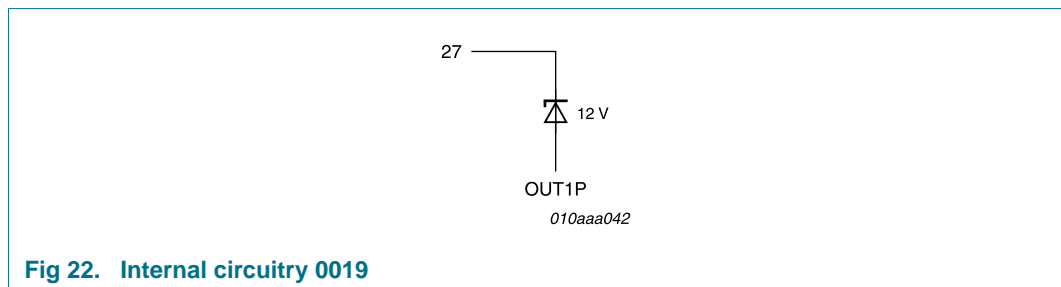 27
12 V
OUT1P
010aaa042
Fig 22. Internal circuitry 0019